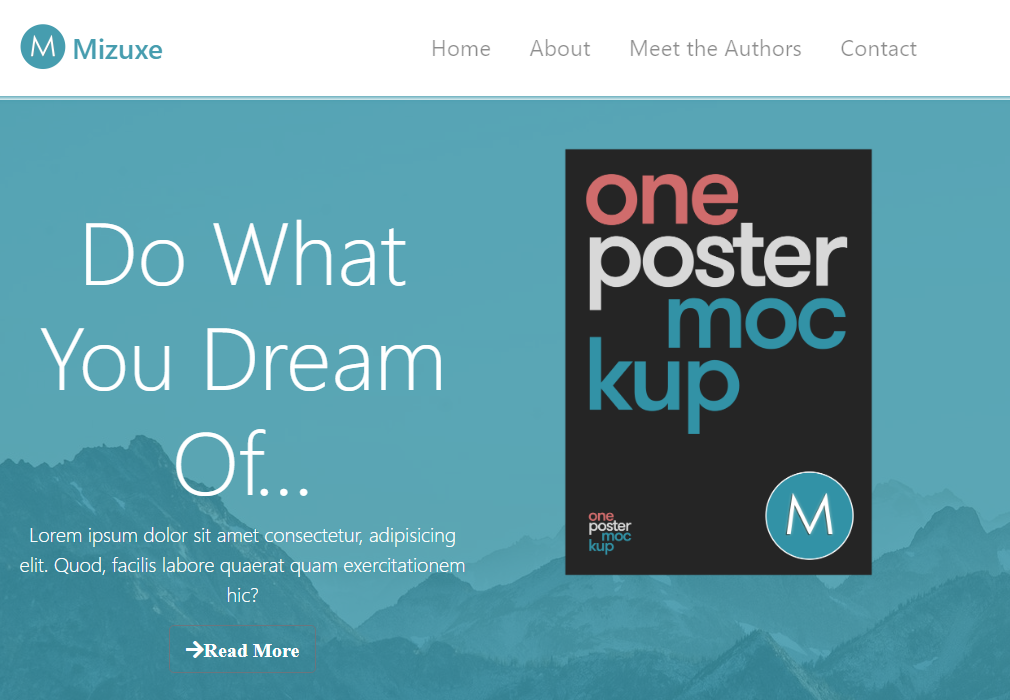 M Mizuxe
Home About Meet the Authors Contact
Do What
You Dream
Of...
Lorem ipsum dolor sit amet consectetur, adipisicing
elit. Quod, facilis labore quaerat quam exercitationem
hic?
Read More
one
poster
moc
kup
one
poster
moc
kup
M